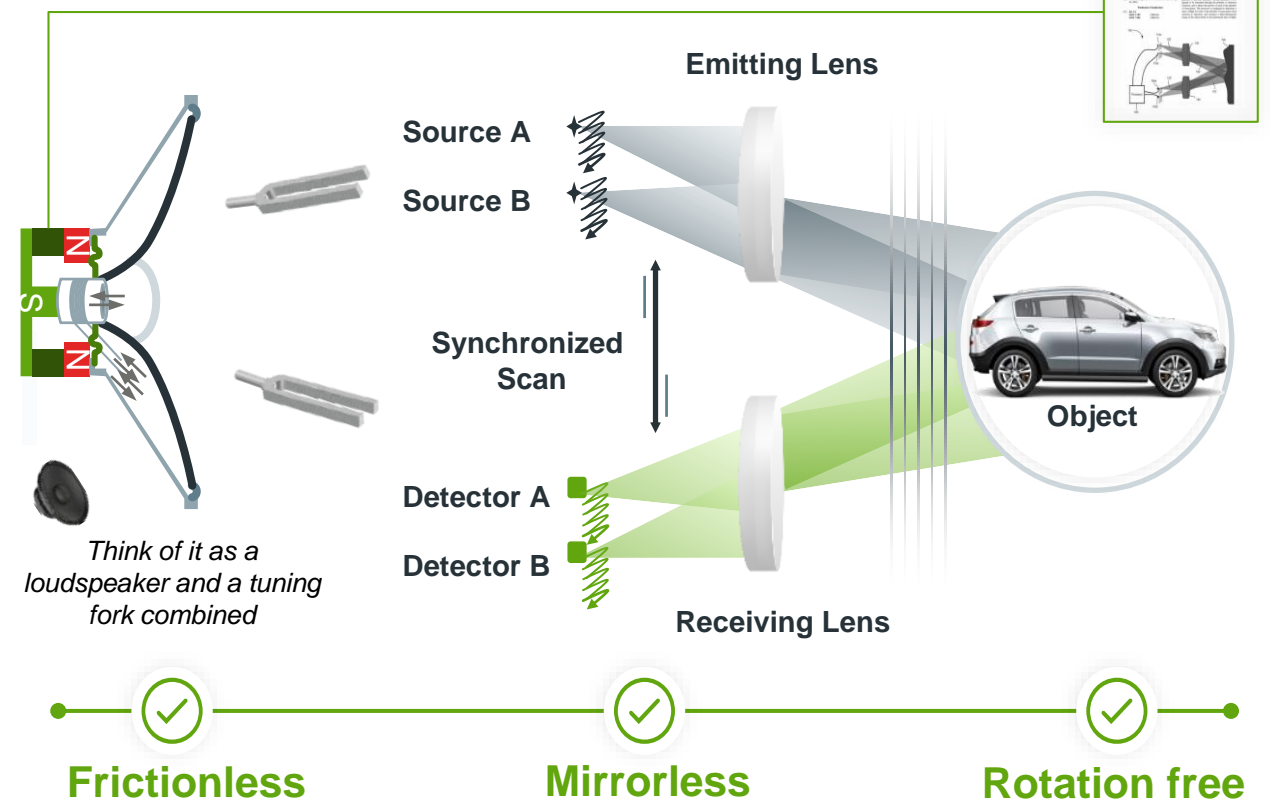 Emitting Lens
Source A
Source B
N
S
N
Synchronized
Scan
Object
Detector A
Detector B
Think of it as a
loudspeaker and a tuning
fork combined
Receiving Lens
Frictionless
Mirrorless
Rotation free